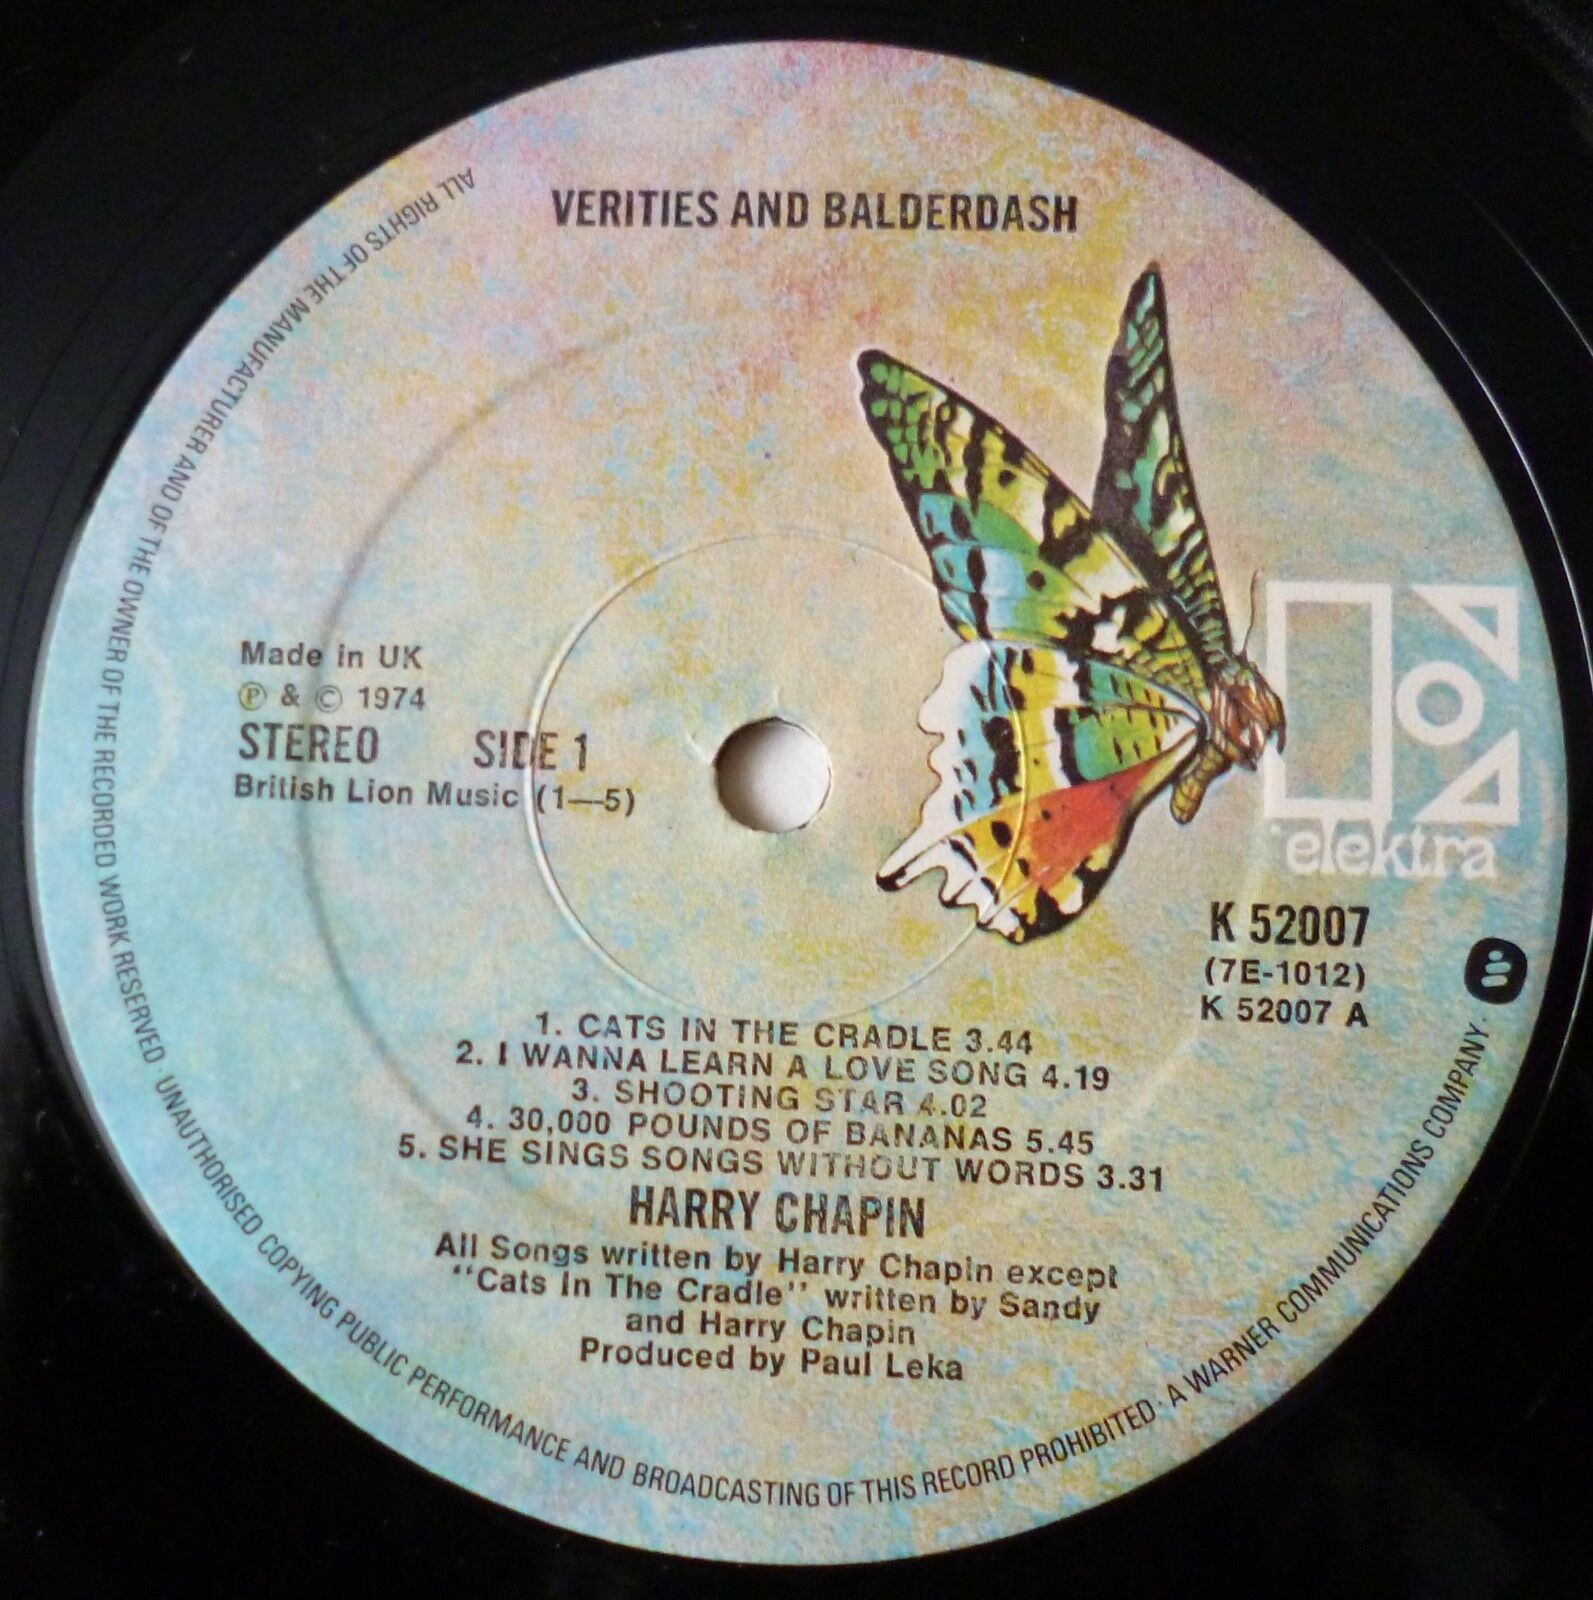 VERITIES AND BALDERDASH
Made in UK
℗ & © 1974
STEREO SIDE 1
British Lion Music (1—5)
elektra
K 52007
(7E-1012)
K 52007 A
1. CATS IN THE CRADLE 3.44
2. I WANNA LEARN A LOVE SONG 4.19
3. SHOOTING STAR 4.02
4. 30,000 POUNDS OF BANANAS 5.45
5. SHE SINGS SONGS WITHOUT WORDS 3.31
HARRY CHAPIN
All Songs written by Harry Chapin except
"Cats In The Cradle" written by Sandy
and Harry Chapin
Produced by Paul Leka
ALL RIGHTS OF THE MANUFACTURER AND OF THE OWNER OF THE RECORDED WORK RESERVED · UNAUTHORISED COPYING PUBLIC PERFORMANCE AND BROADCASTING OF THIS RECORD PROHIBITED · A WARNER COMMUNICATIONS COMPANY ·